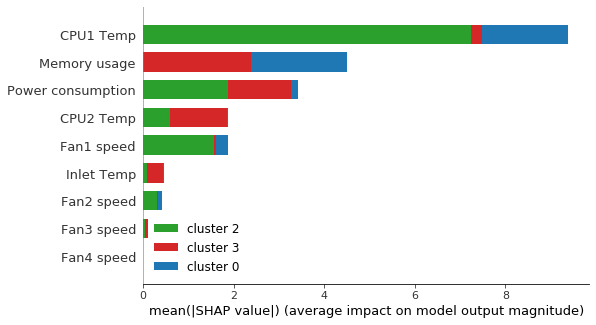 CPU1 Temp
Memory usage
Power consumption
CPU2 Temp
Fan1 speed
Inlet Temp
Fan2 speed
Fan3 speed
Fan4 speed
cluster 2
cluster 3
cluster 0
0 2 4 6 8
mean(|SHAP value|) (average impact on model output magnitude)